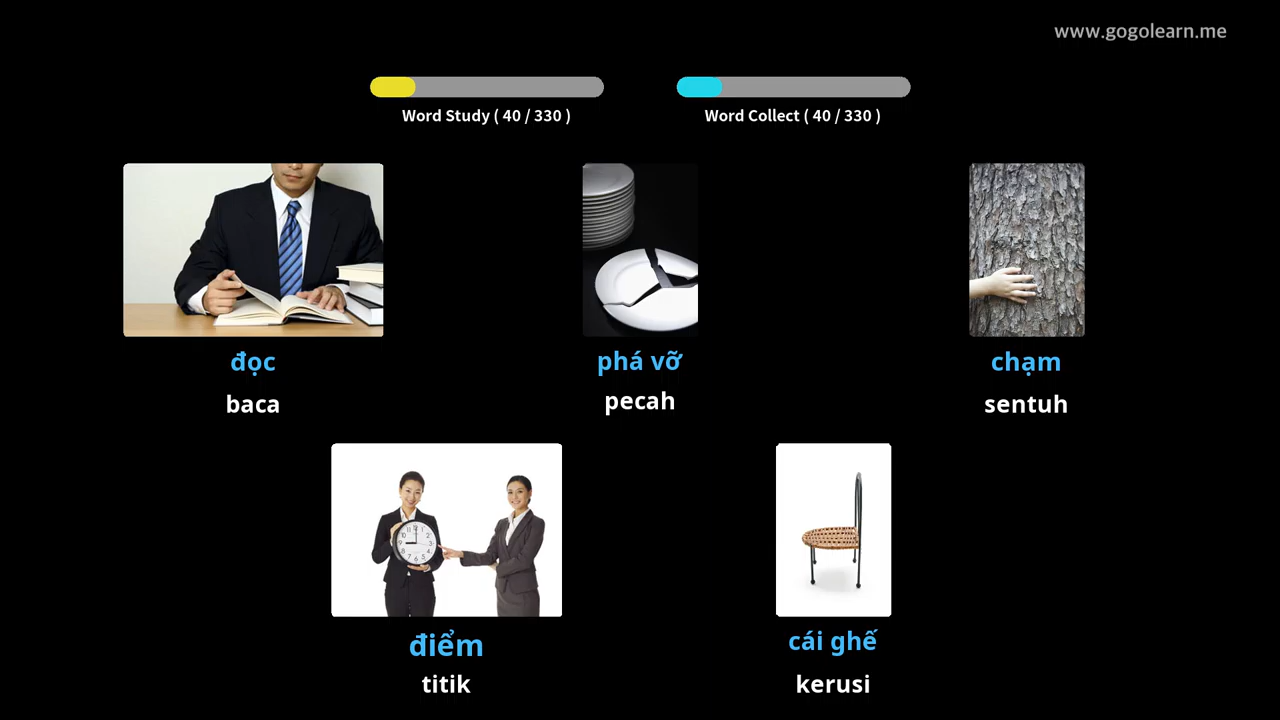 www.gogolearn.me
Word Study ( 40 / 330 )
Word Collect ( 40 / 330 )
đọc
baca
phá vỡ
pecah
chạm
sentuh
điểm
titik
cái ghế
kerusi